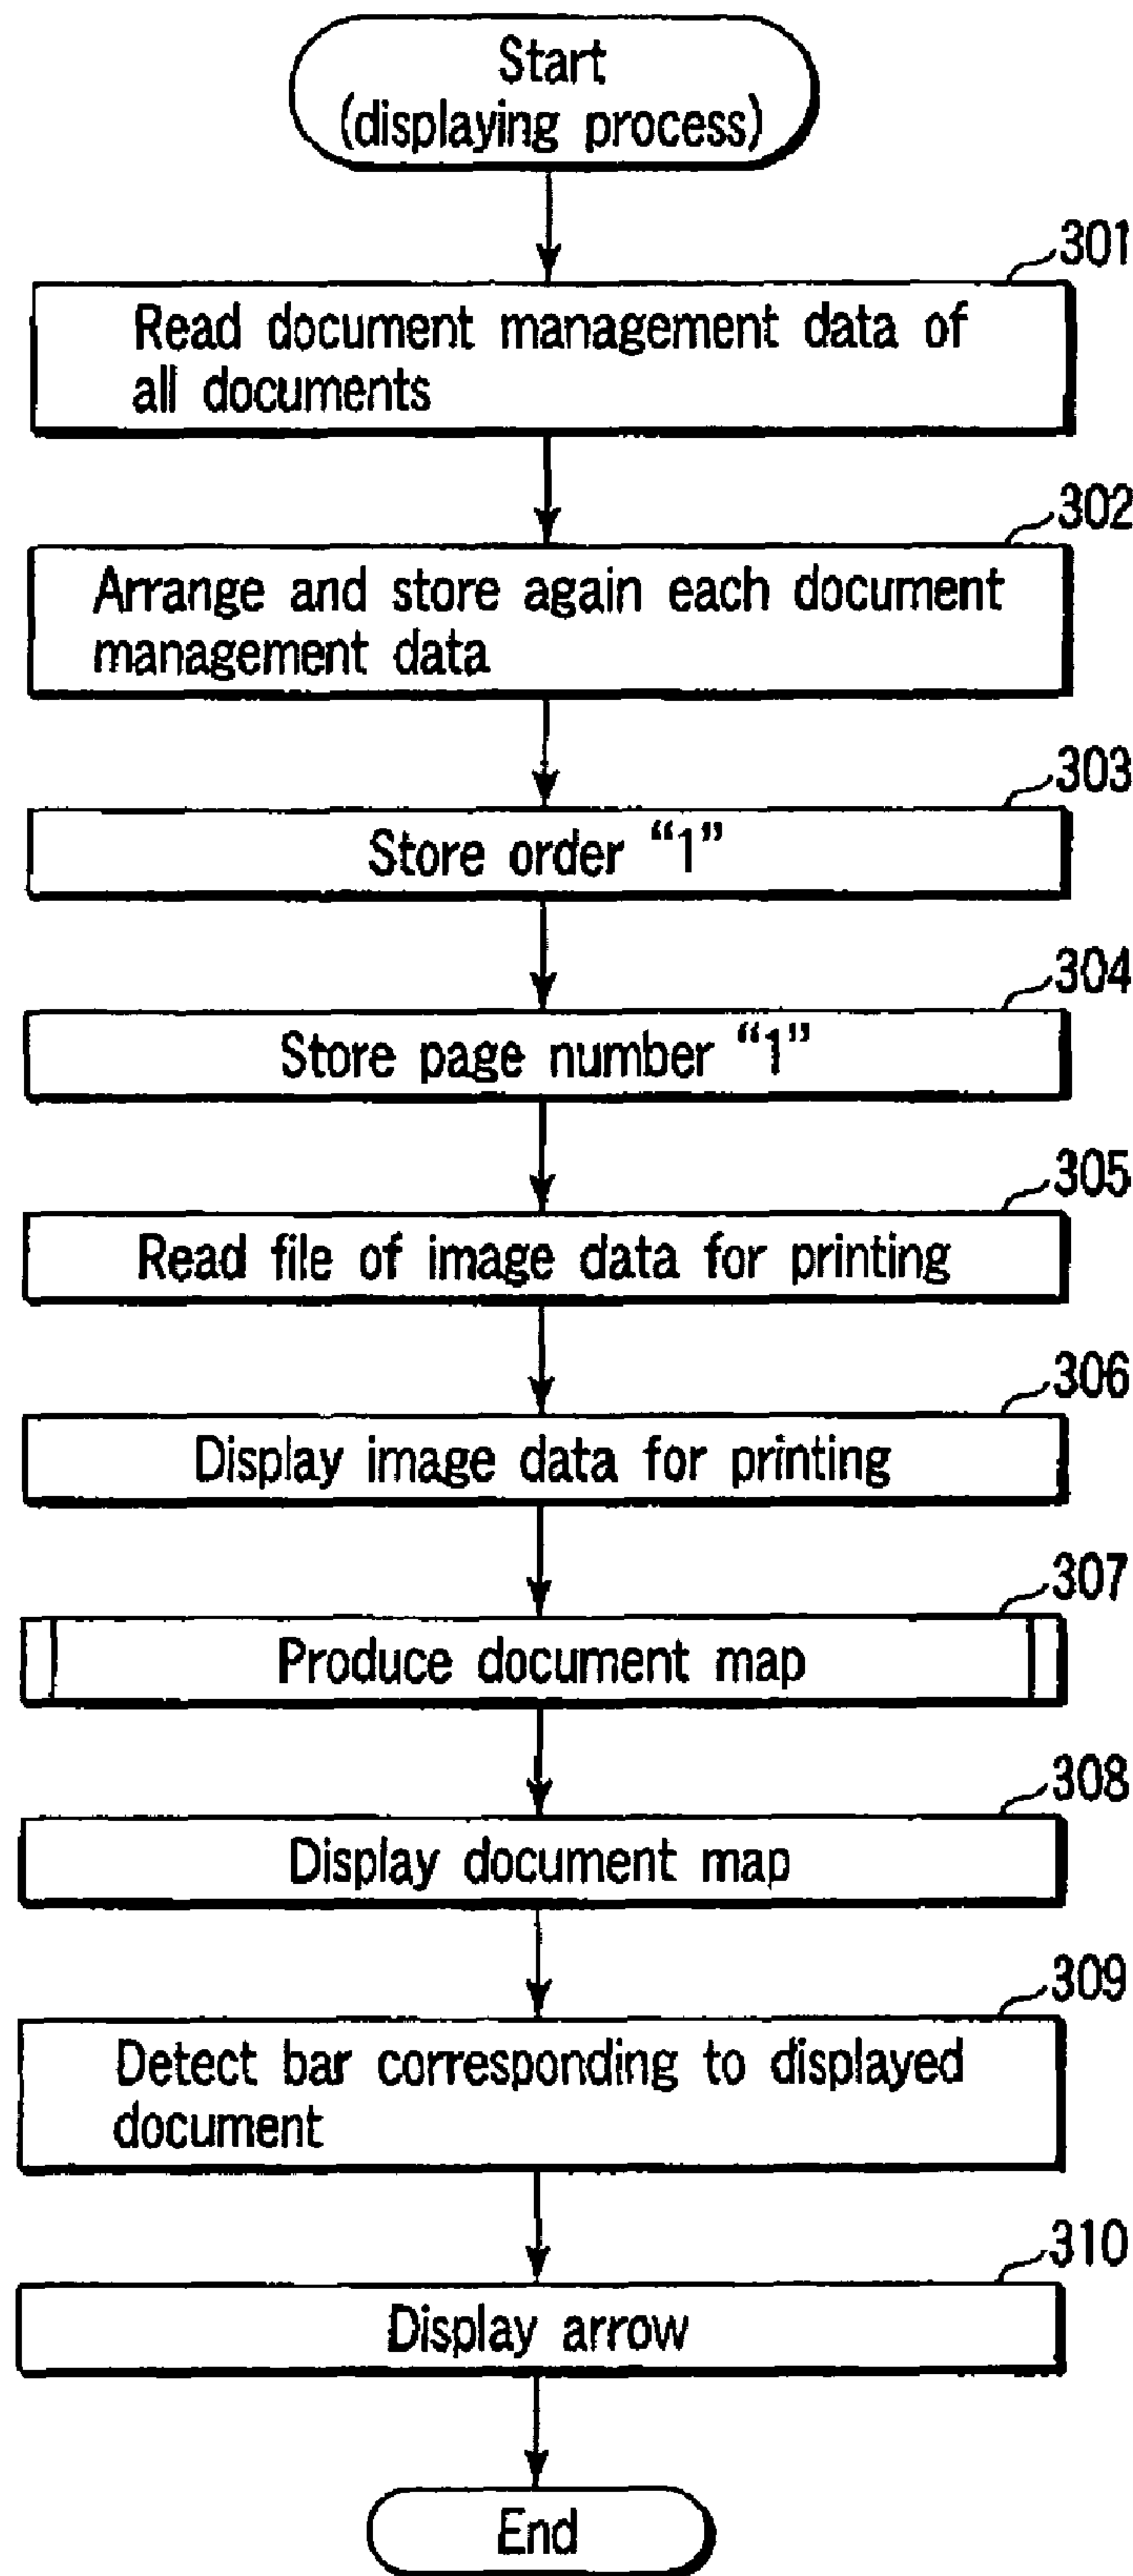 Start
(displaying process)
301
Read document management data of
all documents
302
Arrange and store again each document
management data
303
Store order “1”
304
Store page number “1”
305
Read file of image data for printing
306
Display image data for printing
307
Produce document map
308
Display document map
309
Detect bar corresponding to displayed
document
310
Display arrow
End